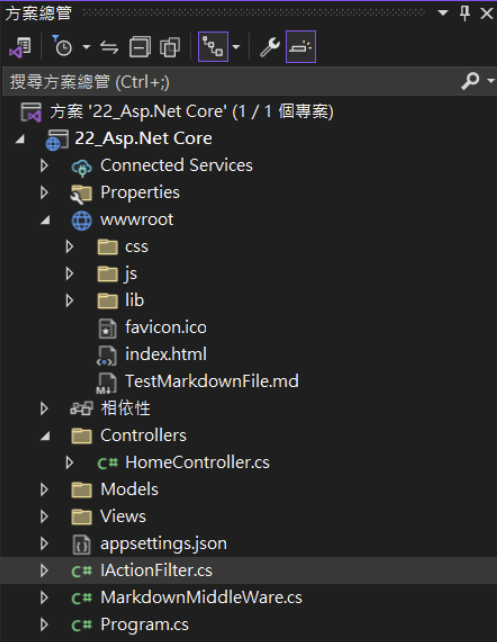 方案總管
搜尋方案總管 (Ctrl+;)
方案 '22_Asp.Net Core' (1 / 1 個專案)
22_Asp.Net Core
Connected Services
Properties
wwwroot
css
js
lib
favicon.ico
index.html
TestMarkdownFile.md
相依性
Controllers
C# HomeController.cs
Models
Views
appsettings.json
C# IActionFilter.cs
C# MarkdownMiddleWare.cs
C# Program.cs